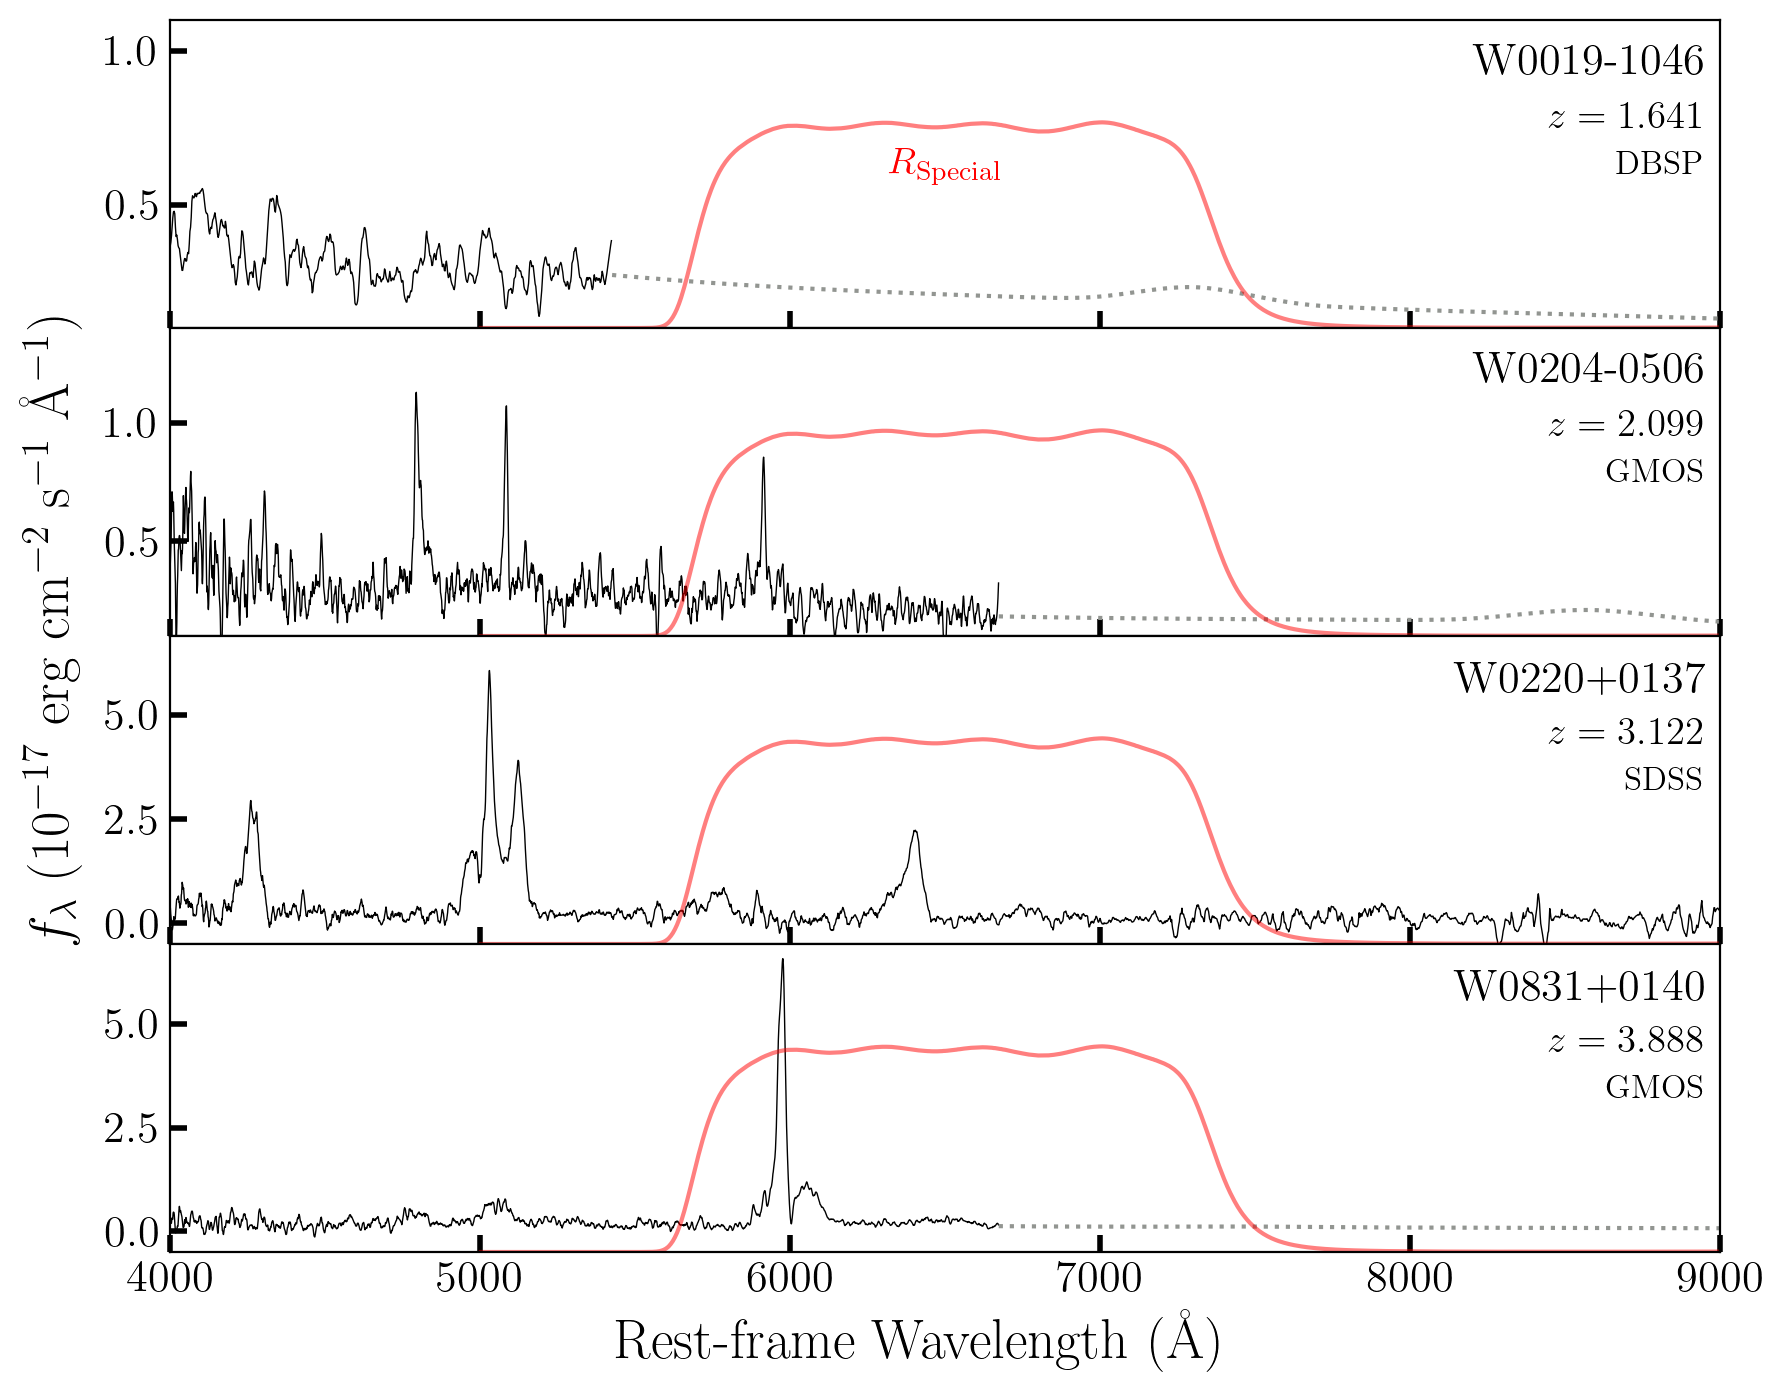 W0019-1046
z = 1.641
DBSP
R_Special
1.0
0.5
W0204-0506
z = 2.099
GMOS
1.0
0.5
W0220+0137
z = 3.122
SDSS
5.0
2.5
0.0
W0831+0140
z = 3.888
GMOS
5.0
2.5
0.0
4000 5000 6000 7000 8000 9000
Rest-frame Wavelength (Å)
f_λ (10^−17 erg cm^−2 s^−1 Å^−1)